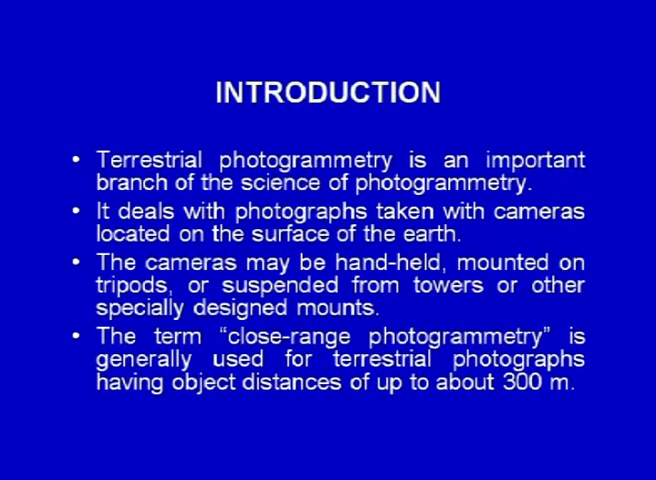 INTRODUCTION
• Terrestrial photogrammetry is an important
branch of the science of photogrammetry.
• It deals with photographs taken with cameras
located on the surface of the earth.
• The cameras may be hand-held, mounted on
tripods, or suspended from towers or other
specially designed mounts.
• The term “close-range photogrammetry” is
generally used for terrestrial photographs
having object distances of up to about 300 m.